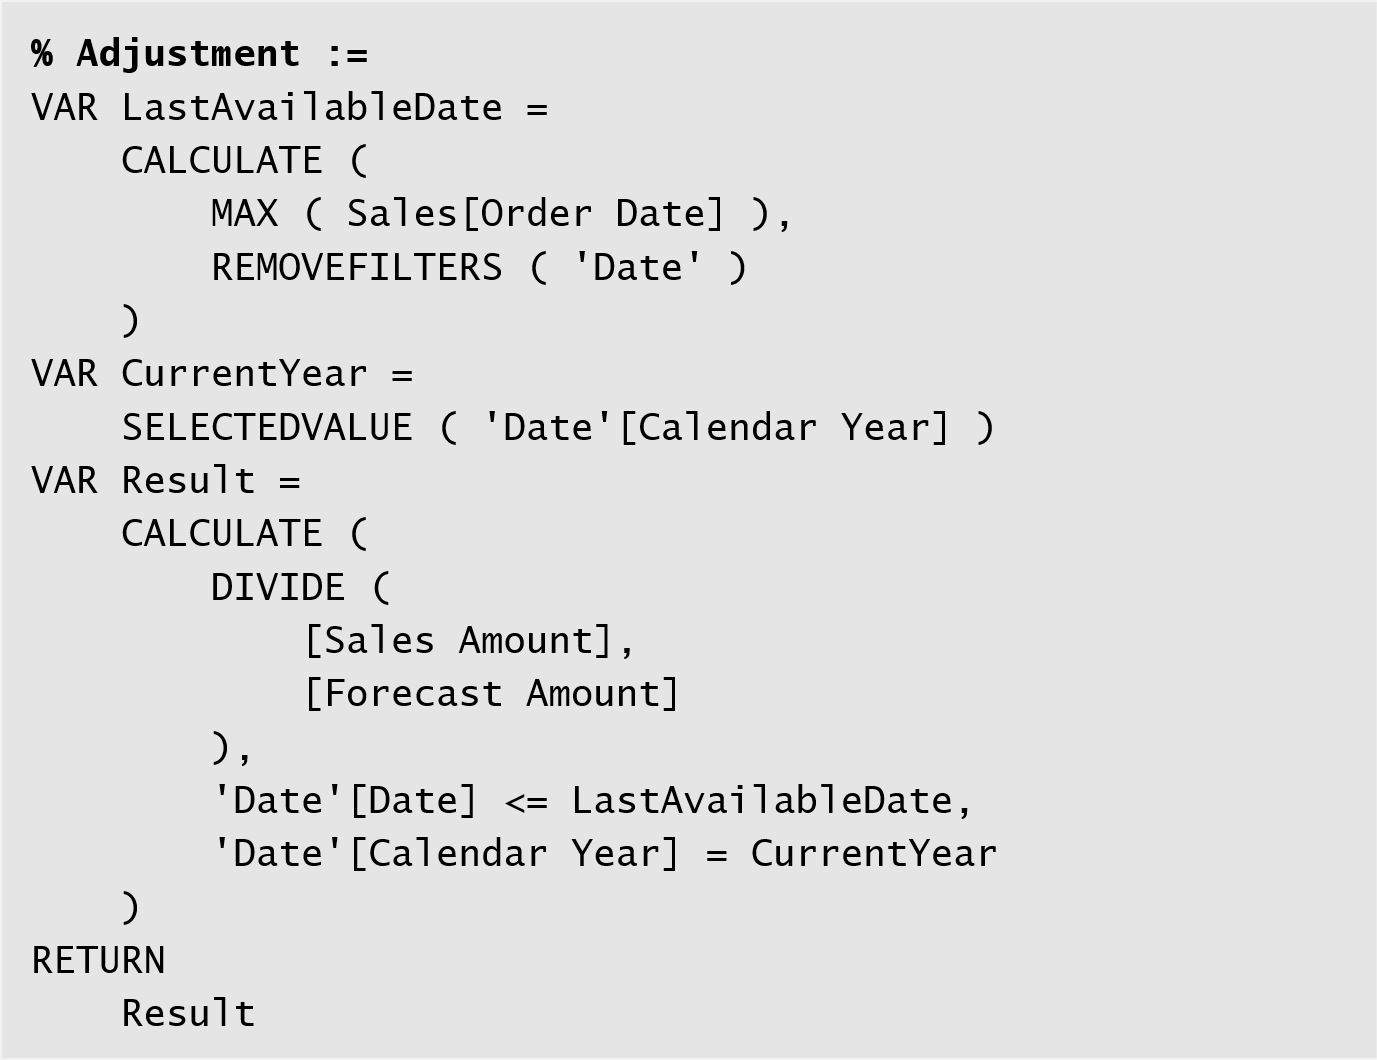 % Adjustment :=
VAR LastAvailableDate =
    CALCULATE (
        MAX ( Sales[Order Date] ),
        REMOVEFILTERS ( 'Date' )
    )
VAR CurrentYear =
    SELECTEDVALUE ( 'Date'[Calendar Year] )
VAR Result =
    CALCULATE (
        DIVIDE (
            [Sales Amount],
            [Forecast Amount]
        ),
        'Date'[Date] <= LastAvailableDate,
        'Date'[Calendar Year] = CurrentYear
    )
RETURN
    Result